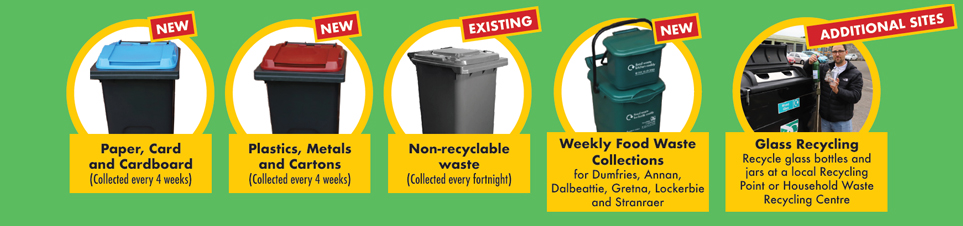 NEW
Paper, Card
and Cardboard
(Collected every 4 weeks)
NEW
Plastics, Metals
and Cartons
(Collected every 4 weeks)
EXISTING
Non-recyclable
waste
(Collected every fortnight)
NEW
Weekly Food Waste
Collections
for Dumfries, Annan,
Dalbeattie, Gretna, Lockerbie
and Stranraer
ADDITIONAL SITES
Glass Recycling
Recycle glass bottles and
jars at a local Recycling
Point or Household Waste
Recycling Centre